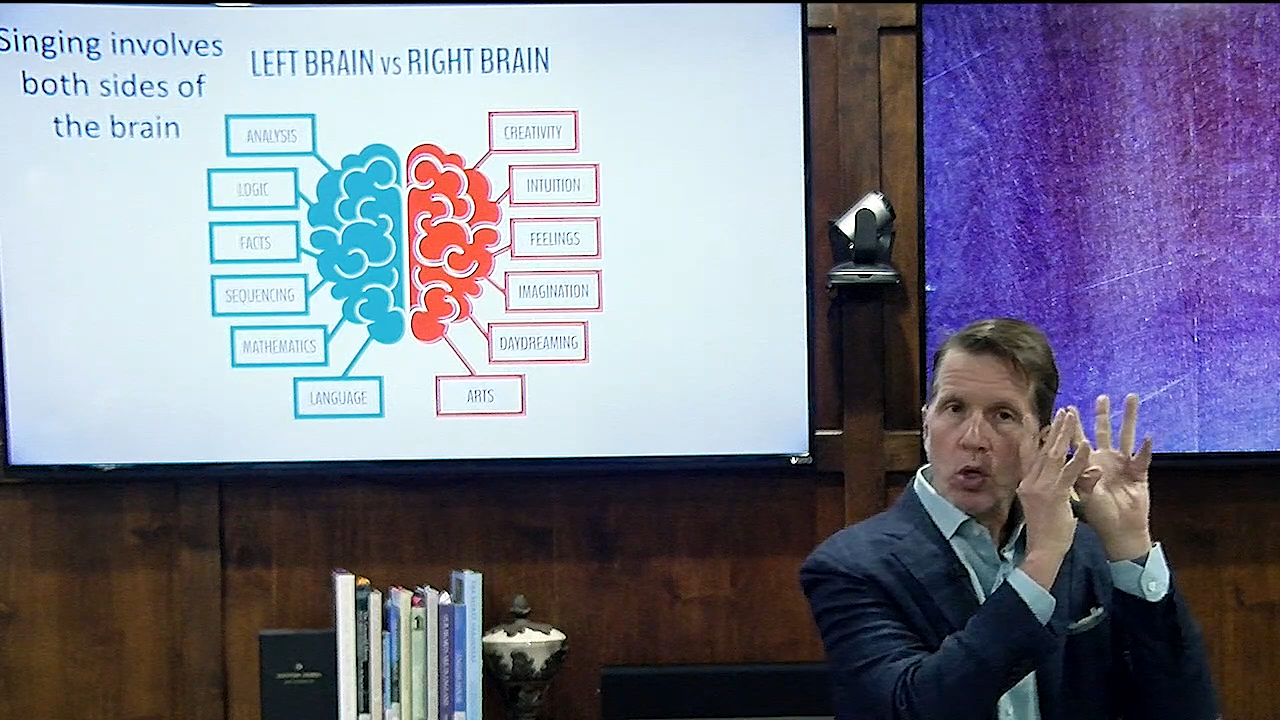 Singing involves
both sides of
the brain
LEFT BRAIN vs RIGHT BRAIN
ANALYSIS
LOGIC
FACTS
SEQUENCING
MATHEMATICS
LANGUAGE
CREATIVITY
INTUITION
FEELINGS
IMAGINATION
DAYDREAMING
ARTS